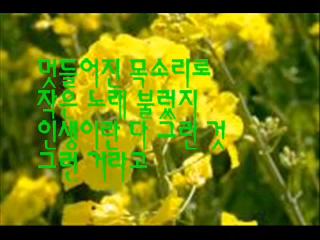 멋들어진 목소리로
작은 노래 불렀지
인생이란 다 그런 것
그런 거라고